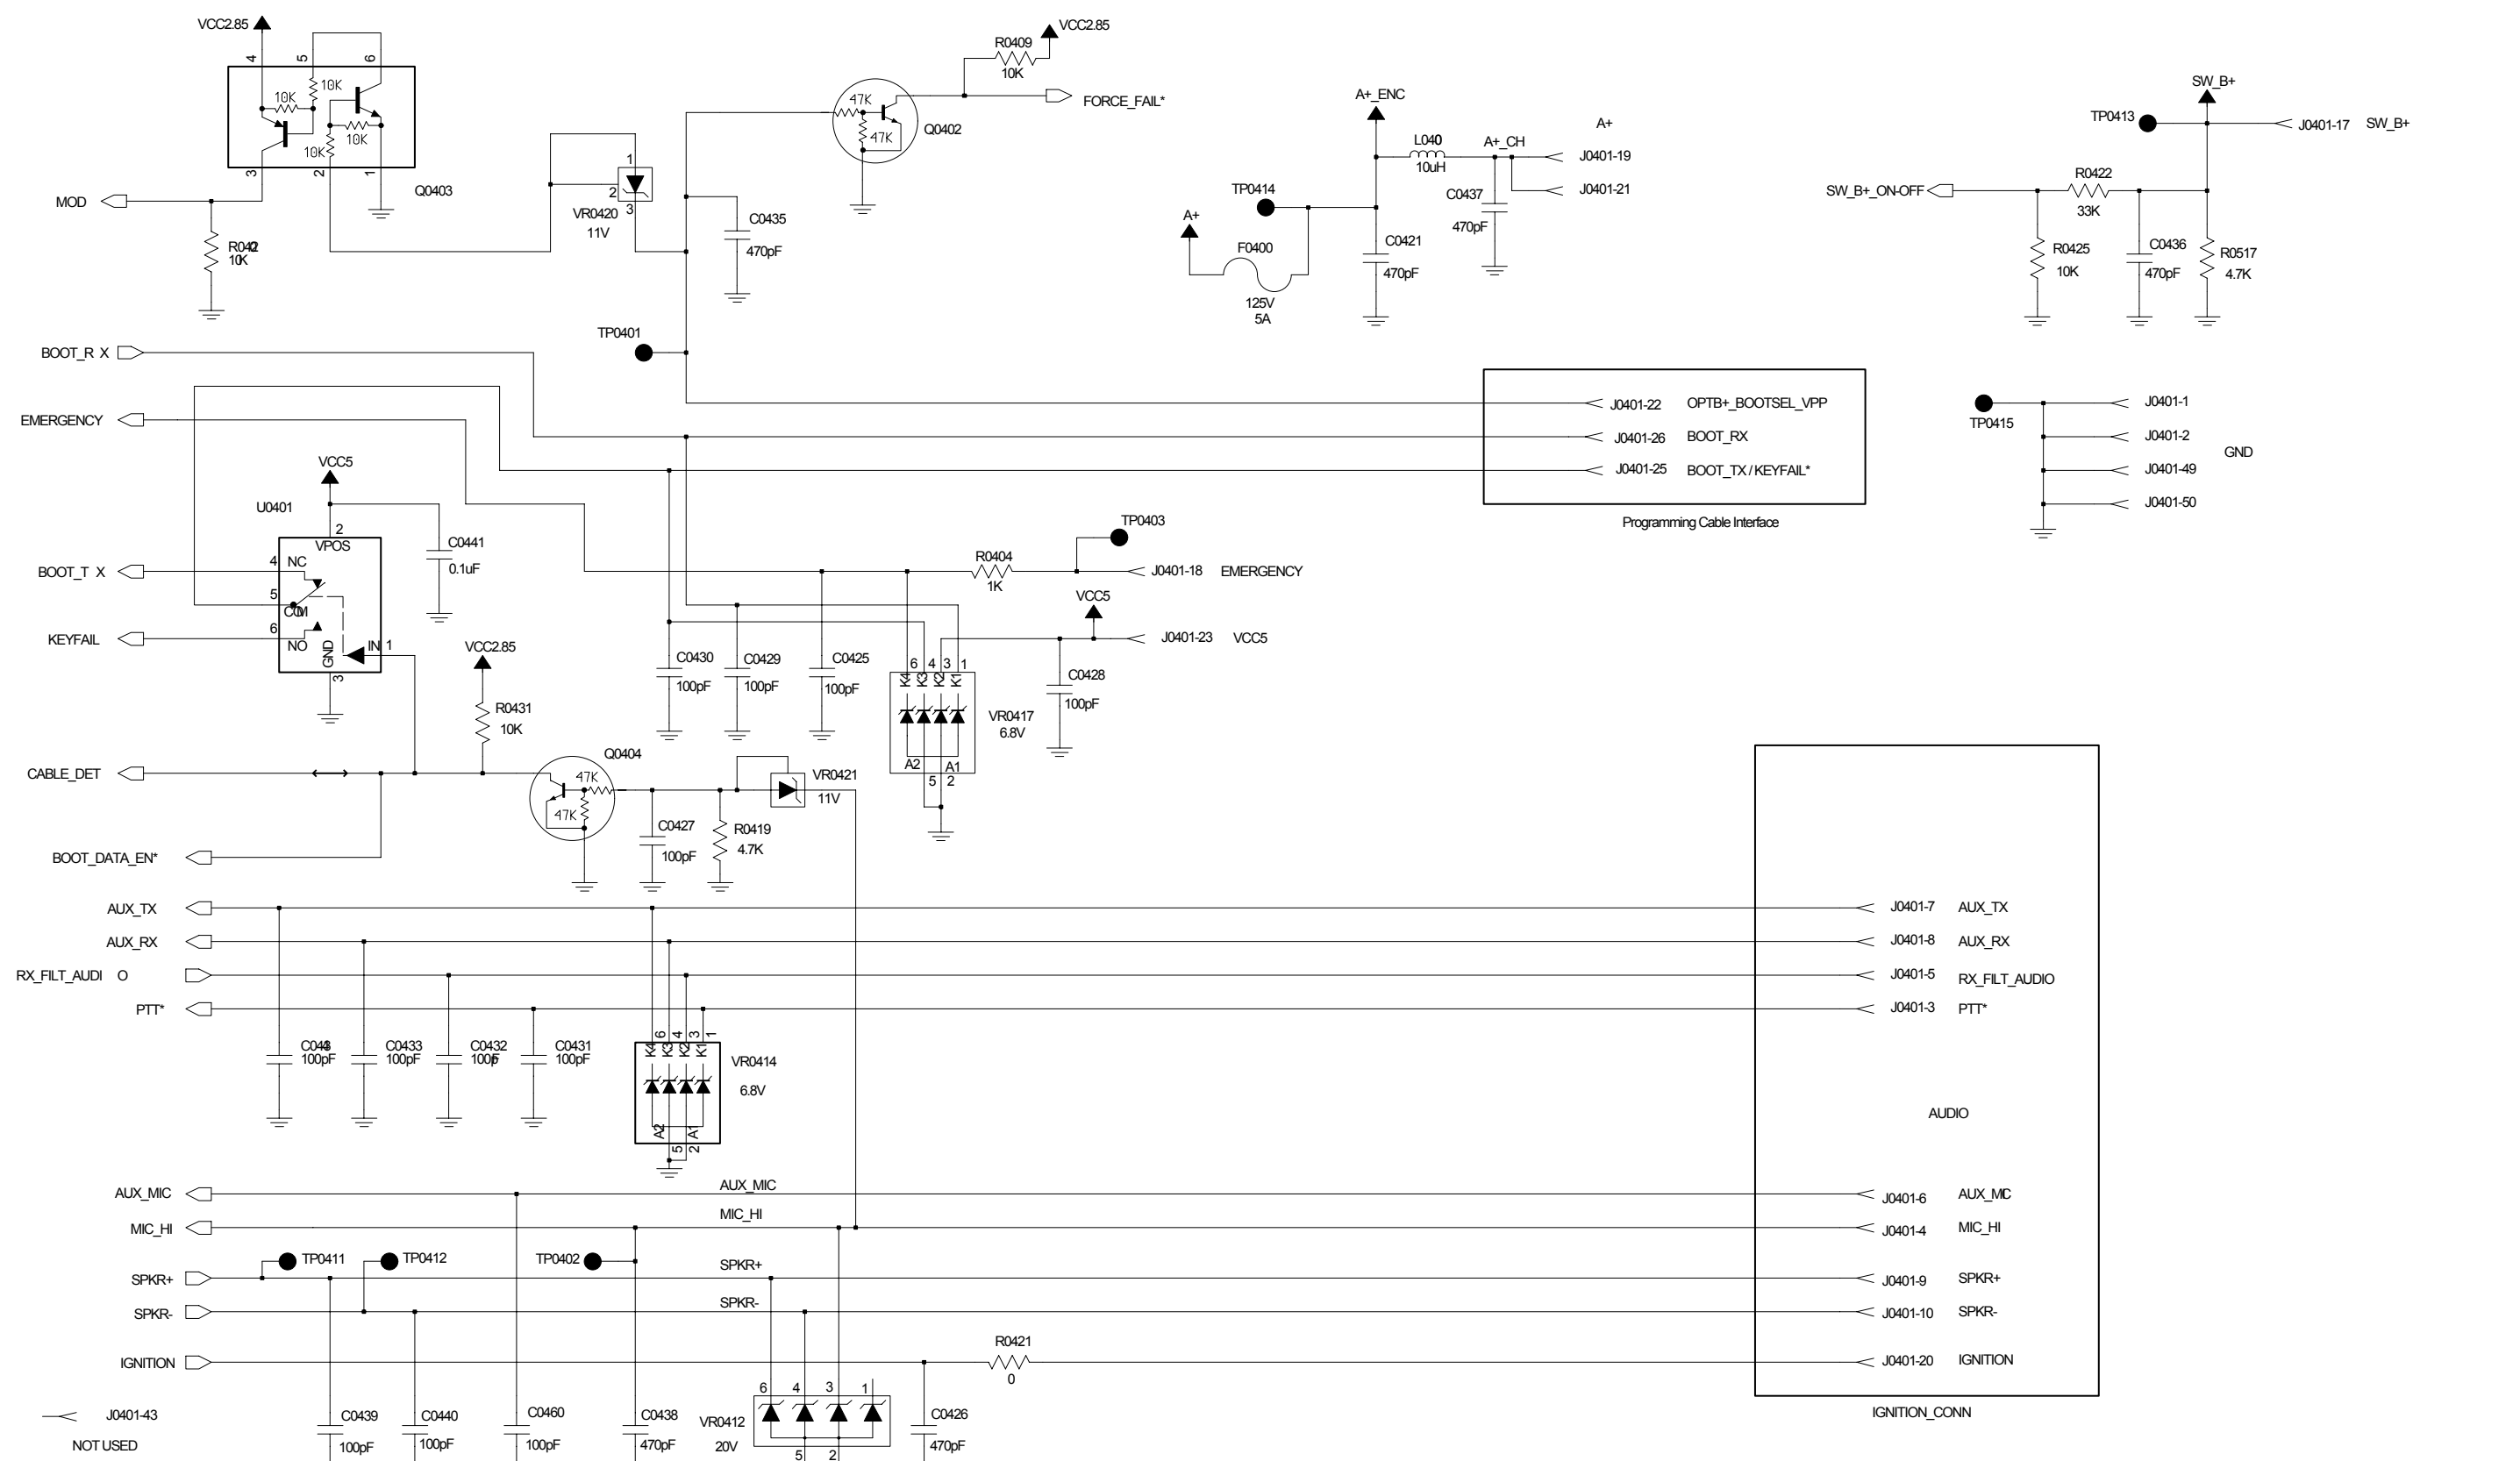 VCC2.85
4
5
6
10K
10K
10K
10K
3
2
1
Q0403
MOD
10K
R0409
VCC2.85
10K
FORCE_FAIL*
47K
47K
Q0402
1
2
3
VR0420
11V
C0435
470pF
A+_ENC
A+
L040
10uH
A+_CH
J0401-19
J0401-21
C0437
470pF
TP0414
A+
F0400
125V
5A
C0421
470pF
SW_B+
TP0413
J0401-17 SW_B+
R0422
33K
SW_B+_ON-OFF
R0425
10K
C0436
470pF
R0517
4.7K
TP0401
BOOT_R X
EMERGENCY
J0401-22 OPTB+_BOOTSEL_VPP
J0401-26 BOOT_RX
J0401-25 BOOT_TX / KEYFAIL*
Programming Cable Interface
TP0415
J0401-1
J0401-2
GND
J0401-49
J0401-50
VCC5
U0401
2
VPOS
4 NC
5
COM
6
NO
GND
IN 1
3
C0441
0.1uF
BOOT_T X
KEYFAIL
TP0403
R0404
1K
J0401-18 EMERGENCY
VCC5
J0401-23 VCC5
C0430
100pF
C0429
100pF
C0425
100pF
6 4 3 1
K4 K3 K2 K1
VR0417
6.8V
A2 A1
5 2
C0428
100pF
VCC2.85
R0431
10K
CABLE_DET
Q0404
47K
47K
VR0421
11V
C0427
100pF
R0419
4.7K
BOOT_DATA_EN*
AUX_TX
J0401-7 AUX_TX
AUX_RX
J0401-8 AUX_RX
RX_FILT_AUDI O
J0401-5 RX_FILT_AUDIO
PTT*
J0401-3 PTT*
100pF
C0433
100pF
C0432
100pF
C0431
100pF
6 4 3 1
K4 K3 K2 K1
VR0414
6.8V
A2 A1
5 2
AUDIO
AUX_MIC
AUX_MIC
J0401-6 AUX_MIC
MIC_HI
MIC_HI
J0401-4 MIC_HI
TP0411
TP0412
TP0402
SPKR+
SPKR+
J0401-9 SPKR+
SPKR-
SPKR-
J0401-10 SPKR-
IGNITION
R0421
0
J0401-20 IGNITION
IGNITION_CONN
J0401-43
NOT USED
C0439
100pF
C0440
100pF
C0460
100pF
C0438
470pF
6 4 3 1
VR0412
20V
5 2
C0426
470pF